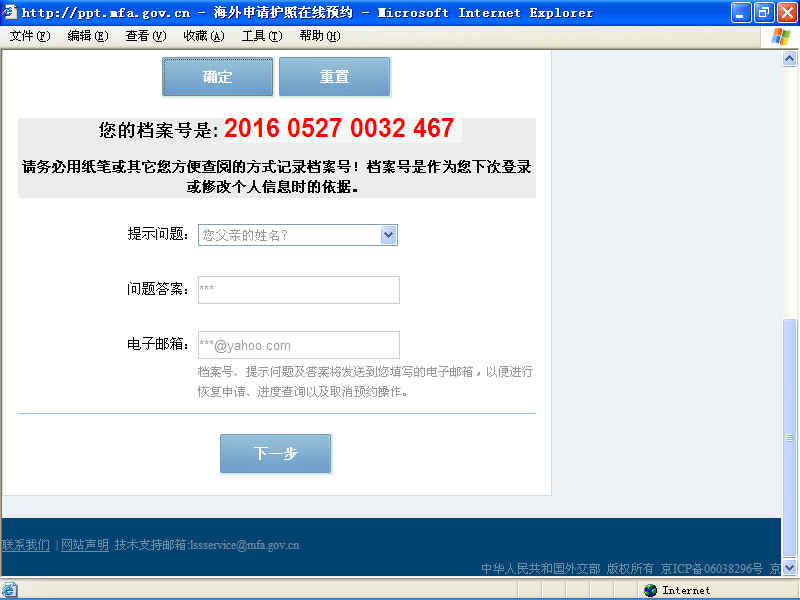 http://ppt.mfa.gov.cn - 海外申请护照在线预约 - Microsoft Internet Explorer
文件(F) 编辑(E) 查看(V) 收藏(A) 工具(T) 帮助(H)
确定 重置
您的档案号是: 2016 0527 0032 467
请务必用纸笔或其它您方便查阅的方式记录档案号！档案号是作为您下次登录
或修改个人信息时的依据。
提示问题： 您父亲的姓名?
问题答案： ***
电子邮箱： ***@yahoo.com
档案号、提示问题及答案将发送到您填写的电子邮箱，以便进行
恢复申请、进度查询以及取消预约操作。
下一步
联系我们 | 网站声明 技术支持邮箱:lssservice@mfa.gov.cn
中华人民共和国外交部 版权所有 京ICP备06038296号 京
Internet